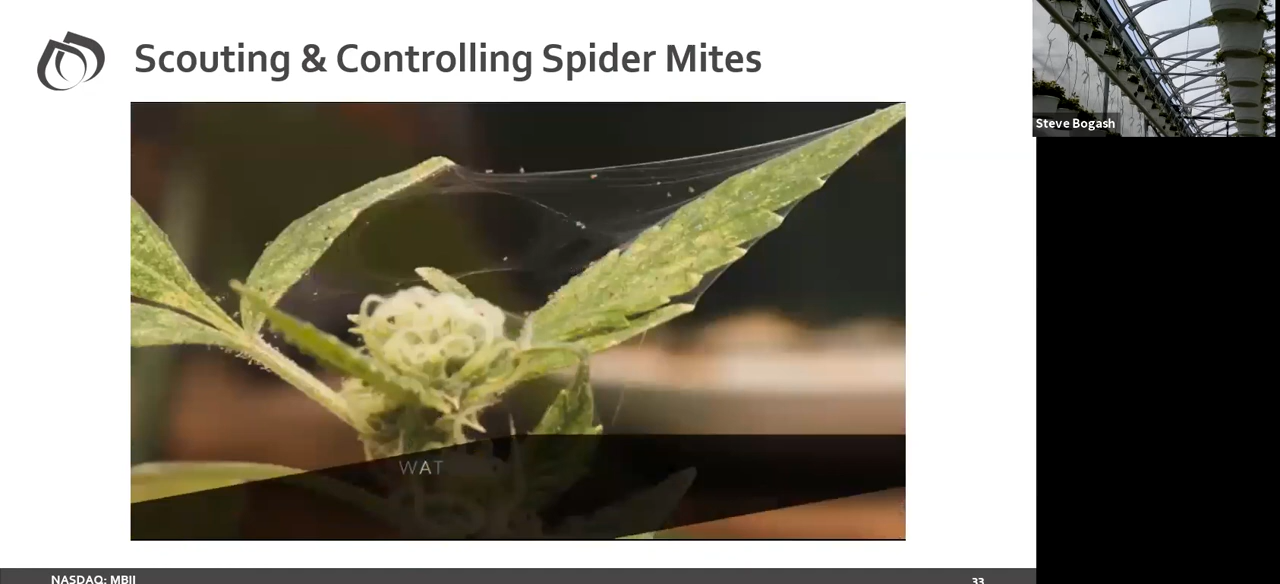 Scouting & Controlling Spider Mites
Steve Bogash
WAT
NASDAQ: MBII
33